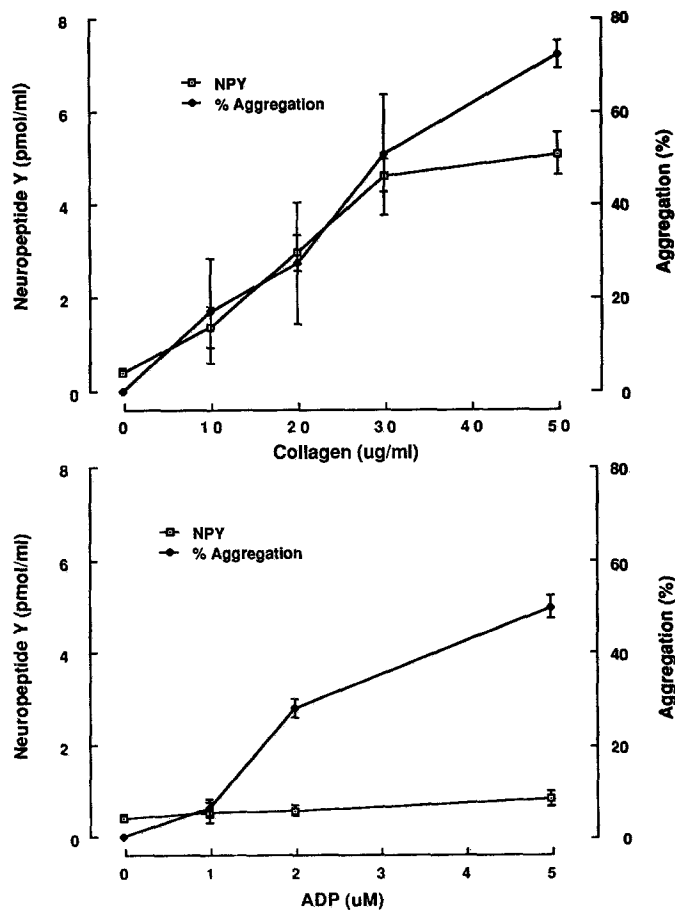 8
6
4
2
0
Neuropeptide Y (pmol/ml)
NPY
% Aggregation
80
60
40
20
0
Aggregation (%)
0 10 20 30 40 50
Collagen (ug/ml)
8
6
4
2
0
Neuropeptide Y (pmol/ml)
NPY
% Aggregation
80
60
40
20
0
Aggregation (%)
0 1 2 3 4 5
ADP (uM)